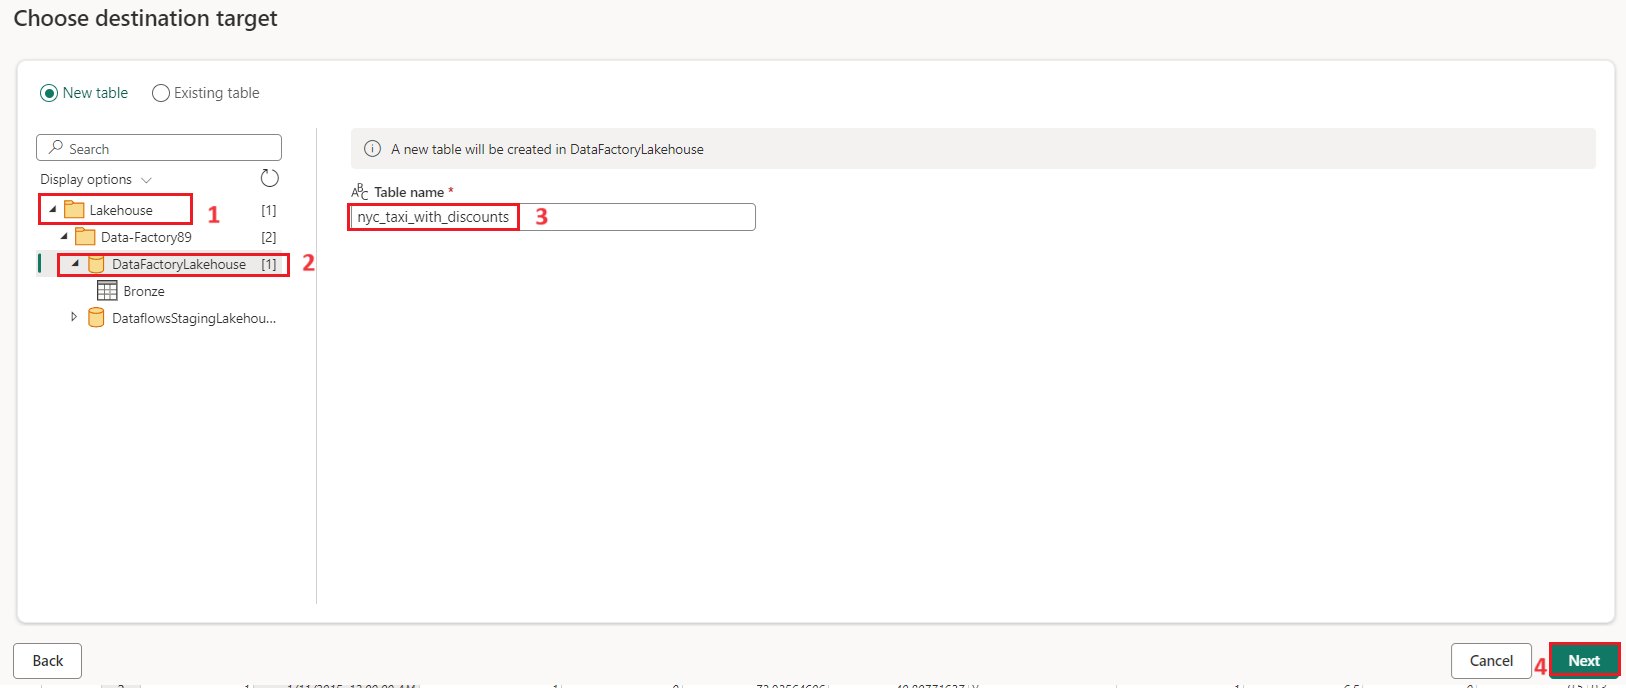 Choose destination target
New table
Existing table
Search
Display options
Lakehouse [1]
1
Data-Factory89 [2]
DataFactoryLakehouse [1]
2
Bronze
DataflowsStagingLakehou...
A new table will be created in DataFactoryLakehouse
ABC Table name *
nyc_taxi_with_discounts
3
Back
Cancel
4
Next